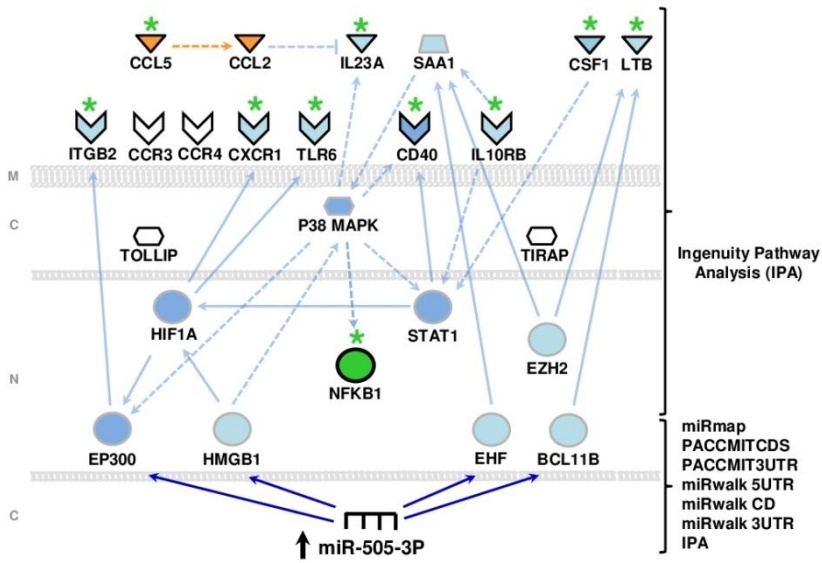 CCL5 CCL2 IL23A SAA1 CSF1 LTB
ITGB2 CCR3 CCR4 CXCR1 TLR6 CD40 IL10RB
M
P38 MAPK
C
TOLLIP TIRAP
Ingenuity Pathway
Analysis (IPA)
HIF1A STAT1
EZH2
N
NFKB1
EP300 HMGB1 EHF BCL11B
miRmap
PACCMITCDS
PACCMIT3UTR
miRwalk 5UTR
miRwalk CD
miRwalk 3UTR
IPA
C
miR-505-3P